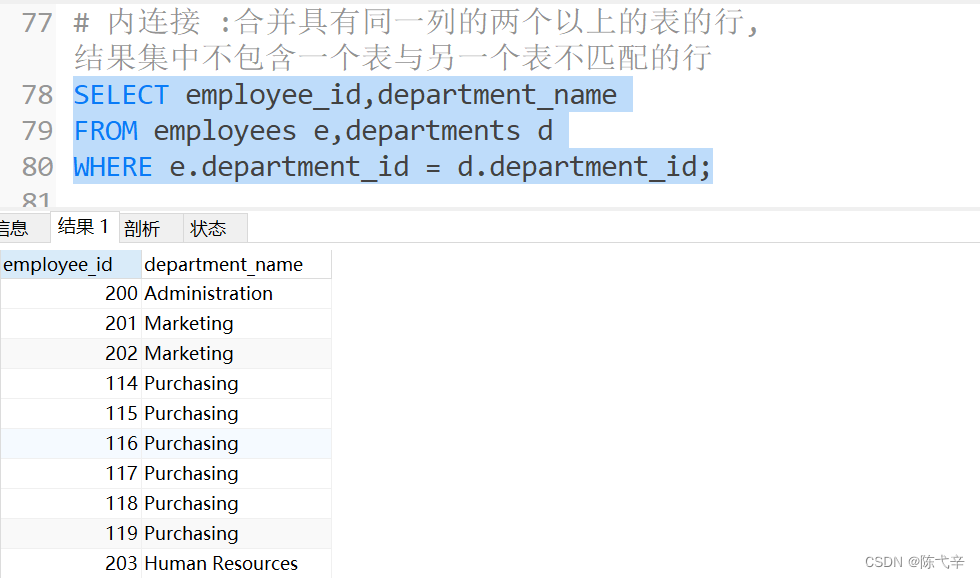 77 # 内连接 :合并具有同一列的两个以上的表的行,
结果集中不包含一个表与另一个表不匹配的行
78 SELECT employee_id,department_name
79 FROM employees e,departments d
80 WHERE e.department_id = d.department_id;
81
信息 结果 1 剖析 状态
employee_id department_name
200 Administration
201 Marketing
202 Marketing
114 Purchasing
115 Purchasing
116 Purchasing
117 Purchasing
118 Purchasing
119 Purchasing
203 Human Resources
CSDN @陈弋辛